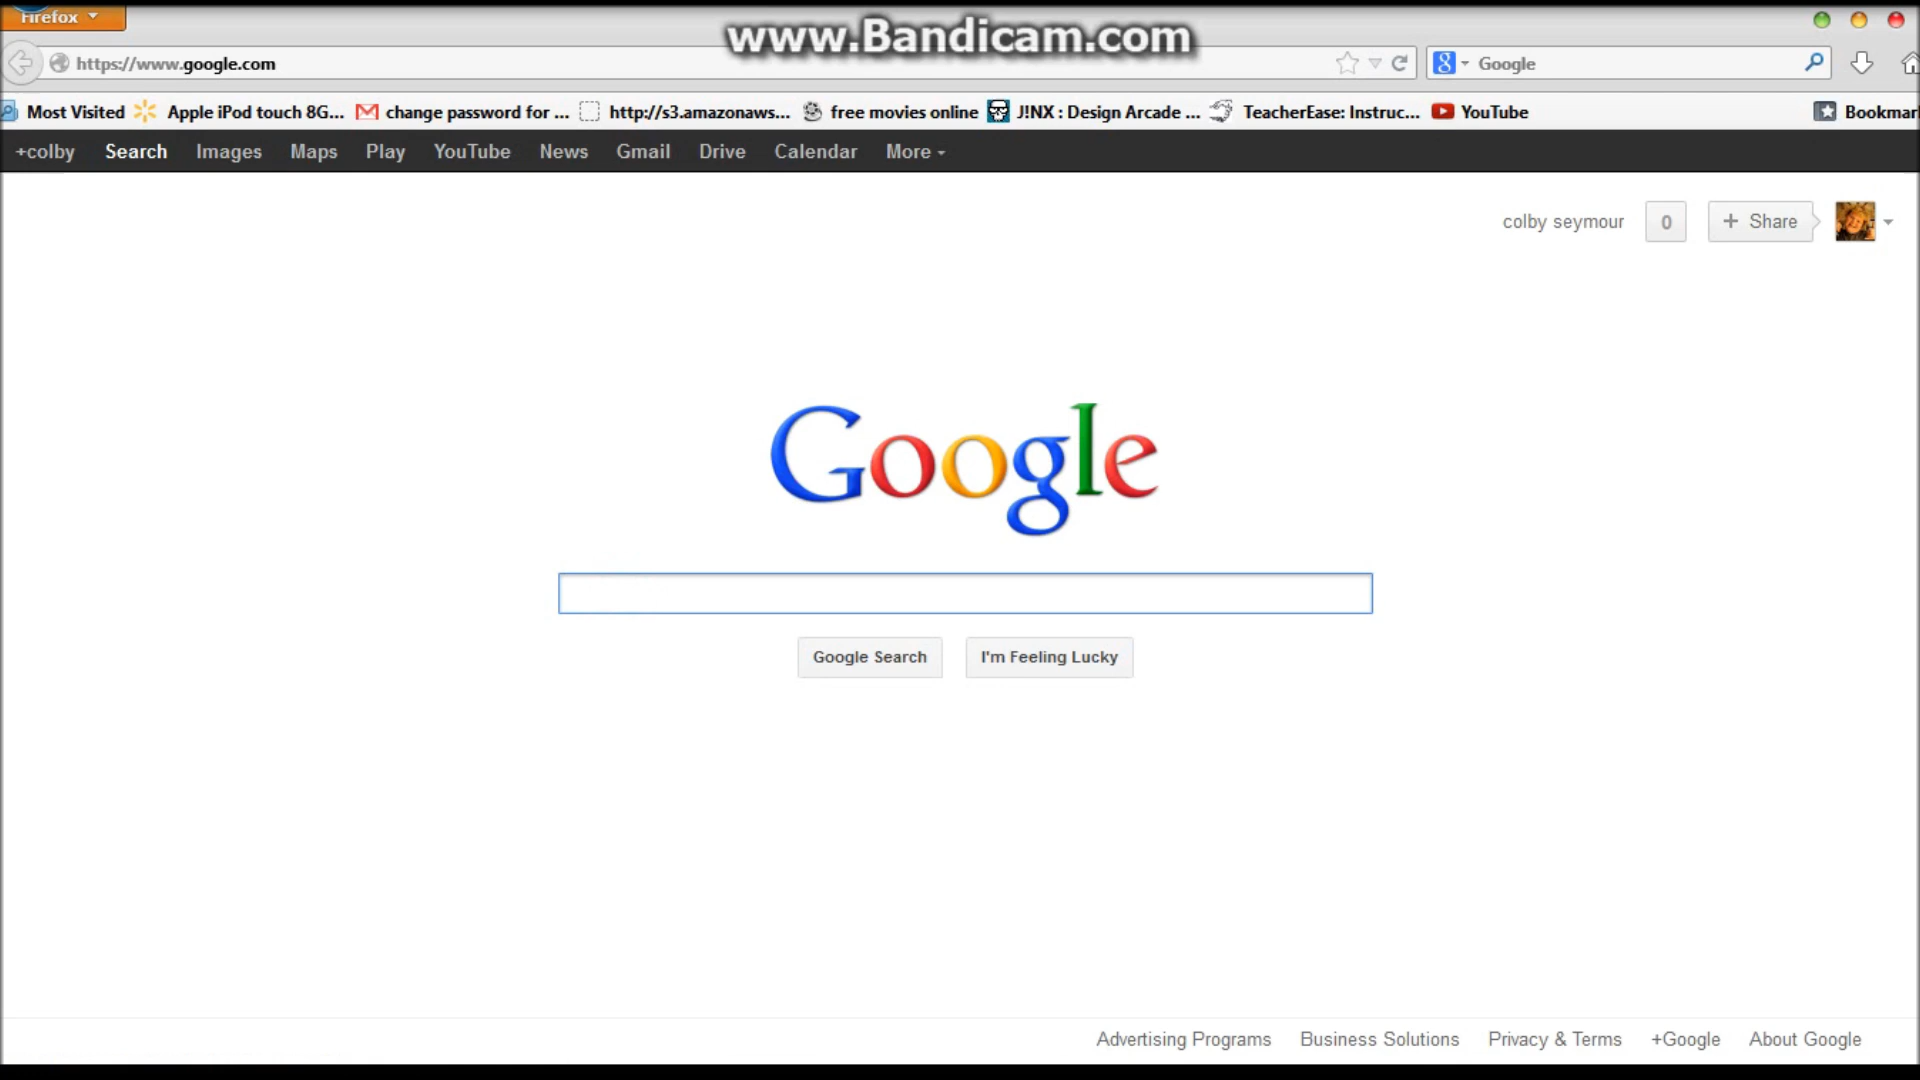 Firefox
www.Bandicam.com
https://www.google.com
Google
Most Visited Apple iPod touch 8G... change password for ... http://s3.amazonaws... free movies online J!NX : Design Arcade ... TeacherEase: Instruc... YouTube Bookmar
+colby Search Images Maps Play YouTube News Gmail Drive Calendar More
colby seymour 0 + Share
Google
Google Search I'm Feeling Lucky
Advertising Programs Business Solutions Privacy & Terms +Google About Google